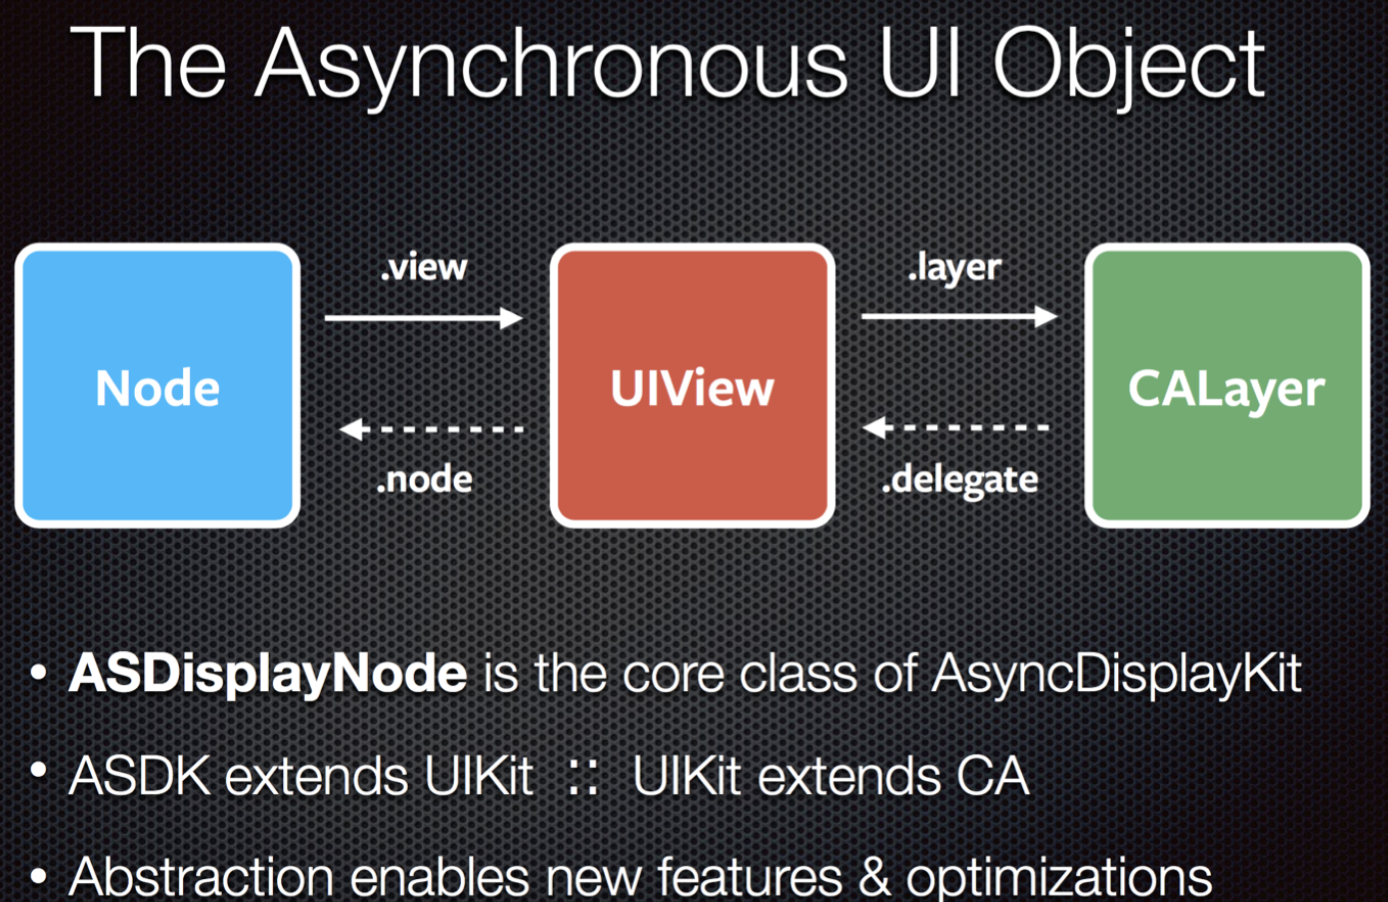 The Asynchronous UI Object
.view
.layer
Node
UIView
CALayer
.node
.delegate
• ASDisplayNode is the core class of AsyncDisplayKit
• ASDK extends UIKit :: UIKit extends CA
• Abstraction enables new features & optimizations